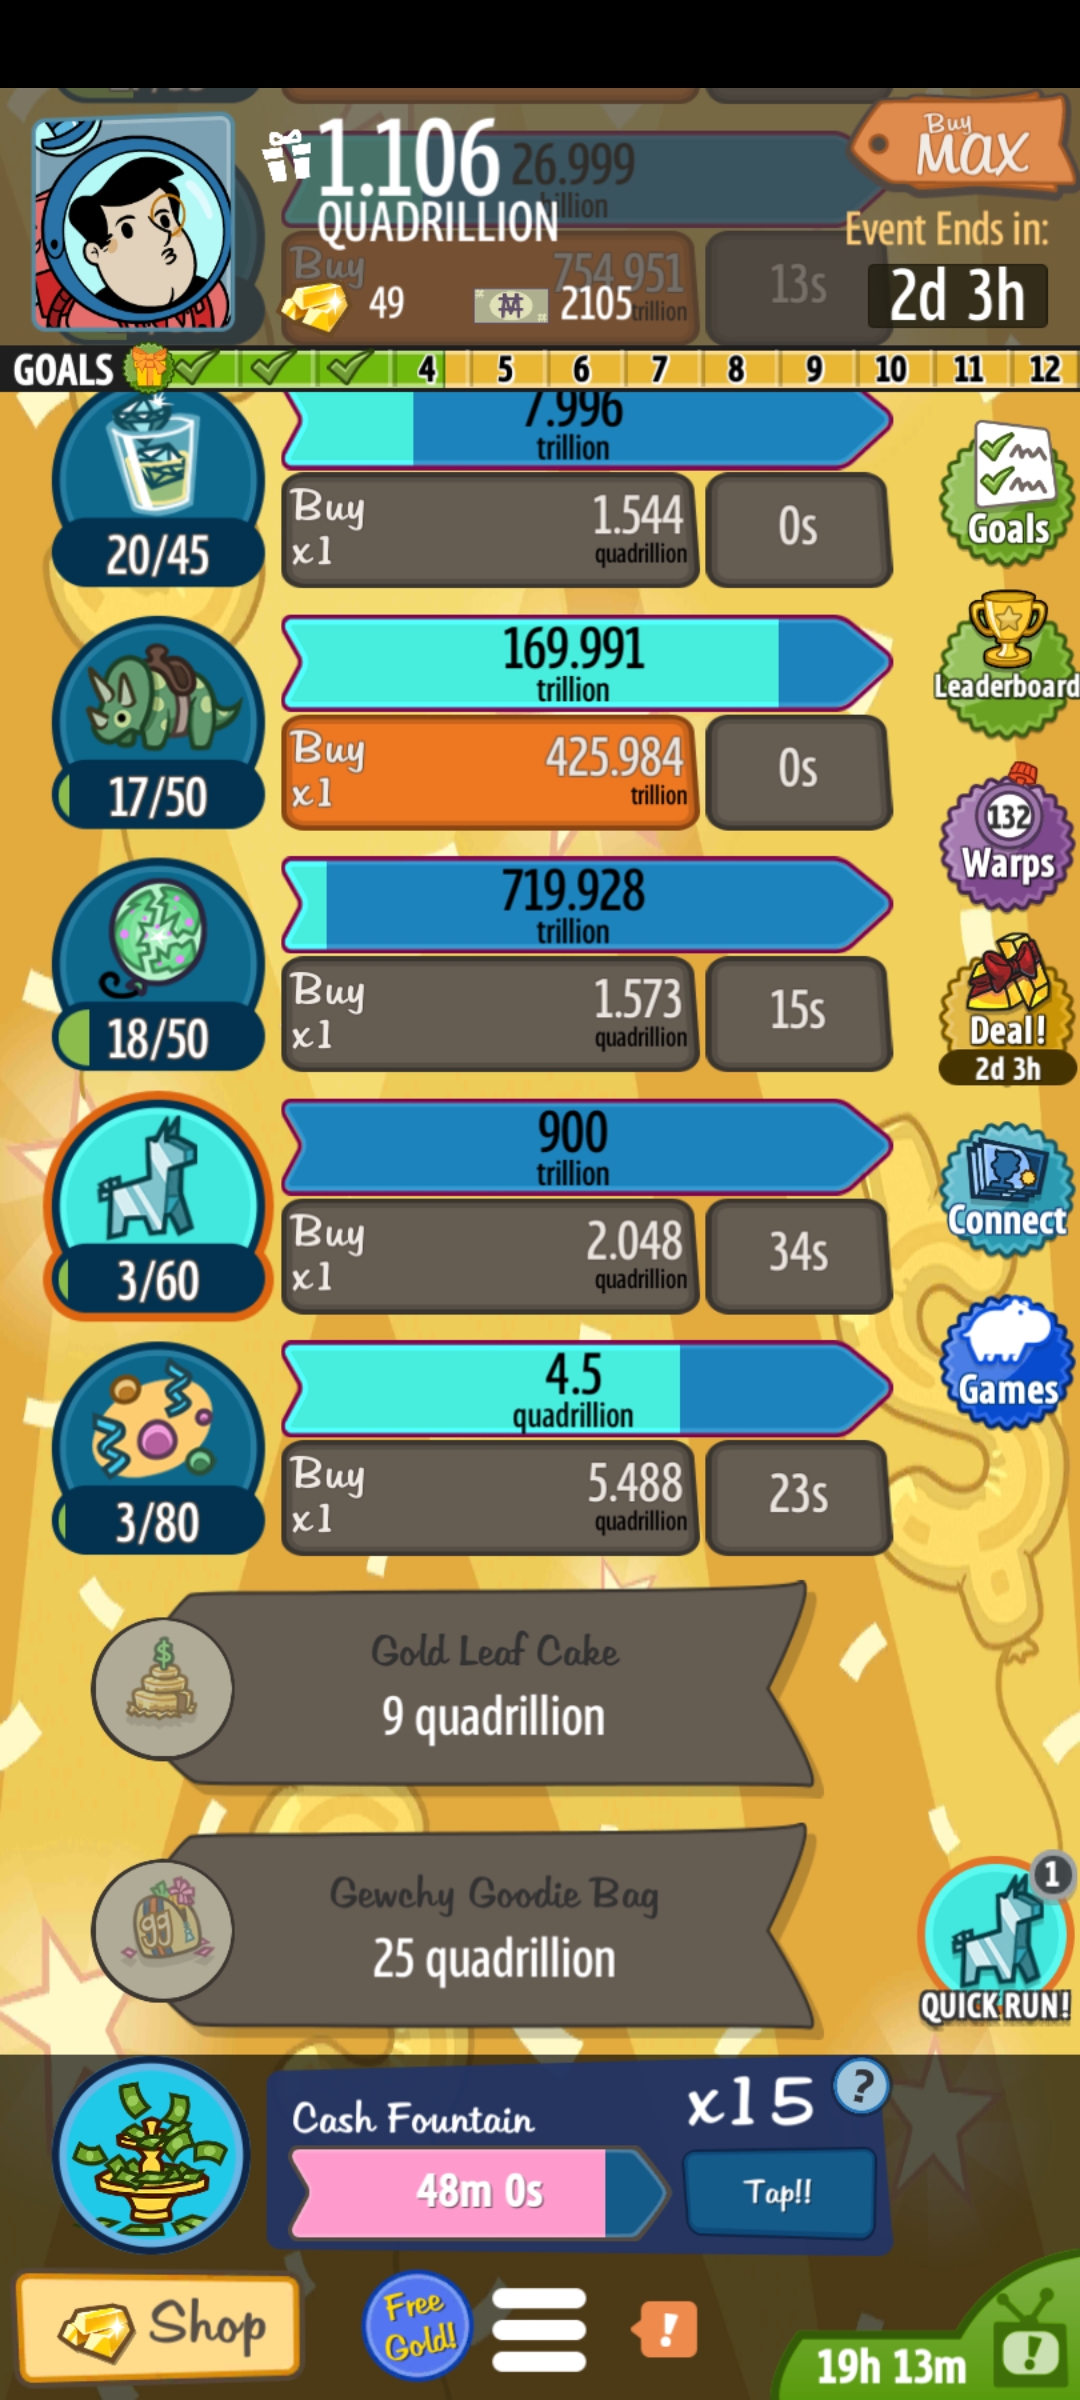 1.106
26.999
QUADRILLION
Buy
MAX
Event Ends in:
2d 3h
Buy
754.951
trillion
13s
49
2105
GOALS 4 5 6 7 8 9 10 11 12
7.996
trillion
Buy
x1
1.544
quadrillion
0s
20/45
Goals
169.991
trillion
Buy
x1
425.984
trillion
0s
17/50
Leaderboard
132
Warps
719.928
trillion
Buy
x1
1.573
quadrillion
15s
18/50
Deal!
2d 3h
900
trillion
Buy
x1
2.048
quadrillion
34s
3/60
Connect
4.5
quadrillion
Buy
x1
5.488
quadrillion
23s
3/80
Games
$
Gold Leaf Cake
9 quadrillion
gg
Gewchy Goodie Bag
25 quadrillion
1
QUICK RUN!
Cash Fountain
x15
?
48m 0s
Tap!!
Shop
Free
Gold!
!
19h 13m
!